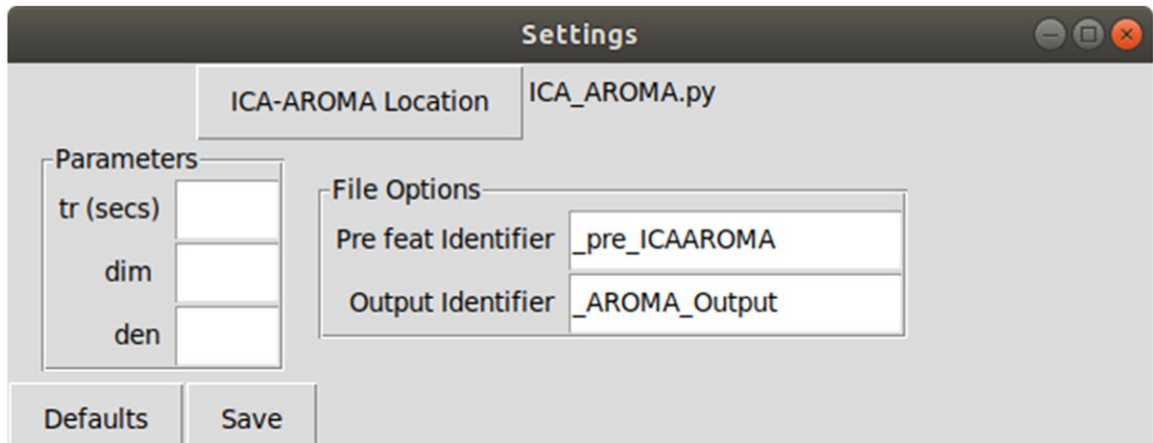 Settings
ICA-AROMA Location ICA_AROMA.py
Parameters
tr (secs)
dim
den
File Options
Pre feat Identifier _pre_ICAAROMA
Output Identifier _AROMA_Output
Defaults Save